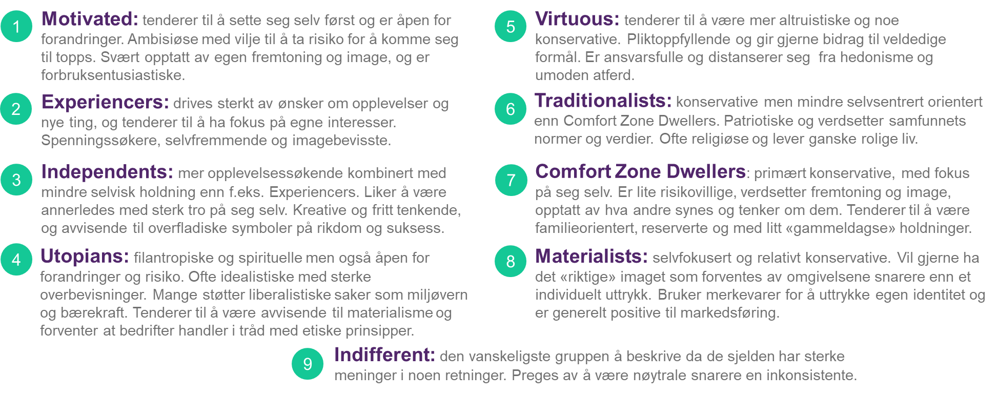 1
Motivated: tenderer til å sette seg selv først og er åpen for
forandringer. Ambisiøse med vilje til å ta risiko for å komme seg
til topps. Svært opptatt av egen fremtoning og image, og er
forbruksentusiastiske.
2
Experiencers: drives sterkt av ønsker om opplevelser og
nye ting, og tenderer til å ha fokus på egne interesser.
Spenningssøkere, selvfremmende og imagebevisste.
3
Independents: mer opplevelsessøkende kombinert med
mindre selvisk holdning enn f.eks. Experiencers. Liker å være
annerledes med sterk tro på seg selv. Kreative og fritt tenkende,
og avvisende til overfladiske symboler på rikdom og suksess.
4
Utopians: filantropiske og spirituelle men også åpen for
forandringer og risiko. Ofte idealistiske med sterke
overbevisninger. Mange støtter liberalistiske saker som miljøvern
og bærekraft. Tenderer til å være avvisende til materialisme og
forventer at bedrifter handler i tråd med etiske prinsipper.
5
Virtuous: tenderer til å være mer altruistiske og noe
konservative. Pliktoppfyllende og gir gjerne bidrag til veldedige
formål. Er ansvarsfulle og distanserer seg fra hedonisme og
umoden atferd.
6
Traditionalists: konservative men mindre selvsentrert orientert
enn Comfort Zone Dwellers. Patriotiske og verdsetter samfunnets
normer og verdier. Ofte religiøse og lever ganske rolige liv.
7
Comfort Zone Dwellers: primært konservative, med fokus
på seg selv. Er lite risikovillige, verdsetter fremtoning og image,
opptatt av hva andre synes og tenker om dem. Tenderer til å være
familieorientert, reserverte og med litt «gammeldagse» holdninger.
8
Materialists: selvfokusert og relativt konservative. Vil gjerne ha
det «riktige» imaget som forventes av omgivelsene snarere enn et
individuelt uttrykk. Bruker merkevarer for å uttrykke egen identitet og
er generelt positive til markedsføring.
9
Indifferent: den vanskeligste gruppen å beskrive da de sjelden har sterke
meninger i noen retninger. Preges av å være nøytrale snarere en inkonsistente.